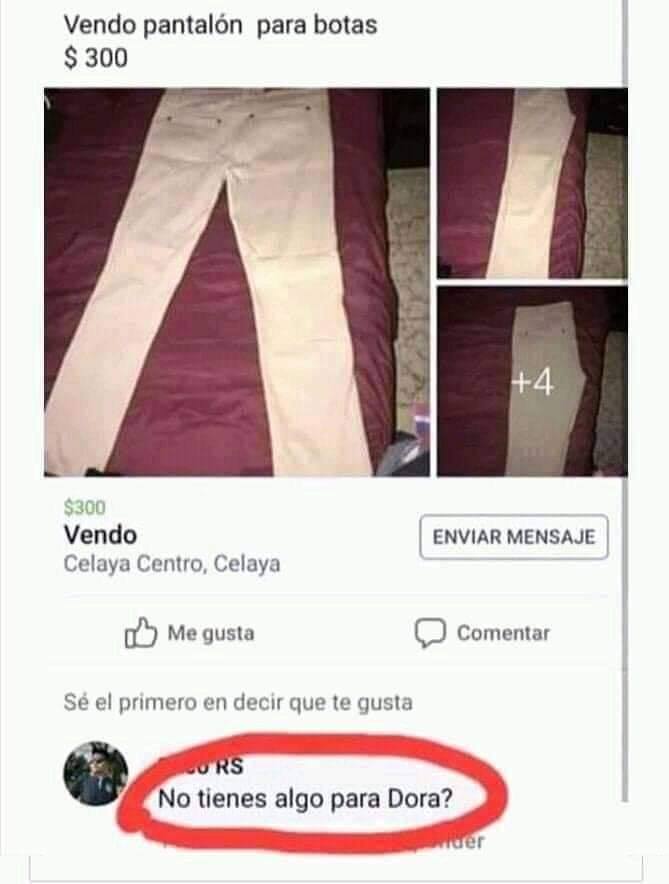 Vendo pantalón para botas
$ 300
+4
$300
Vendo
ENVIAR MENSAJE
Celaya Centro, Celaya
Me gusta
Comentar
Sé el primero en decir que te gusta
RS
No tienes algo para Dora?